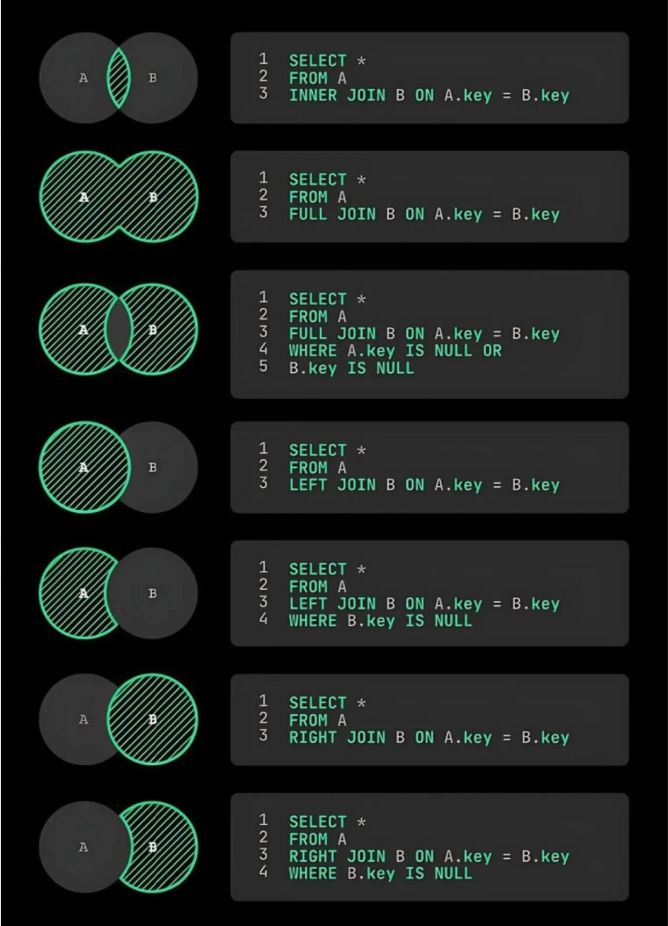 A B
1 SELECT *
2 FROM A
3 INNER JOIN B ON A.key = B.key
A B
1 SELECT *
2 FROM A
3 FULL JOIN B ON A.key = B.key
A B
1 SELECT *
2 FROM A
3 FULL JOIN B ON A.key = B.key
4 WHERE A.key IS NULL OR
5 B.key IS NULL
A B
1 SELECT *
2 FROM A
3 LEFT JOIN B ON A.key = B.key
A B
1 SELECT *
2 FROM A
3 LEFT JOIN B ON A.key = B.key
4 WHERE B.key IS NULL
A B
1 SELECT *
2 FROM A
3 RIGHT JOIN B ON A.key = B.key
A B
1 SELECT *
2 FROM A
3 RIGHT JOIN B ON A.key = B.key
4 WHERE B.key IS NULL